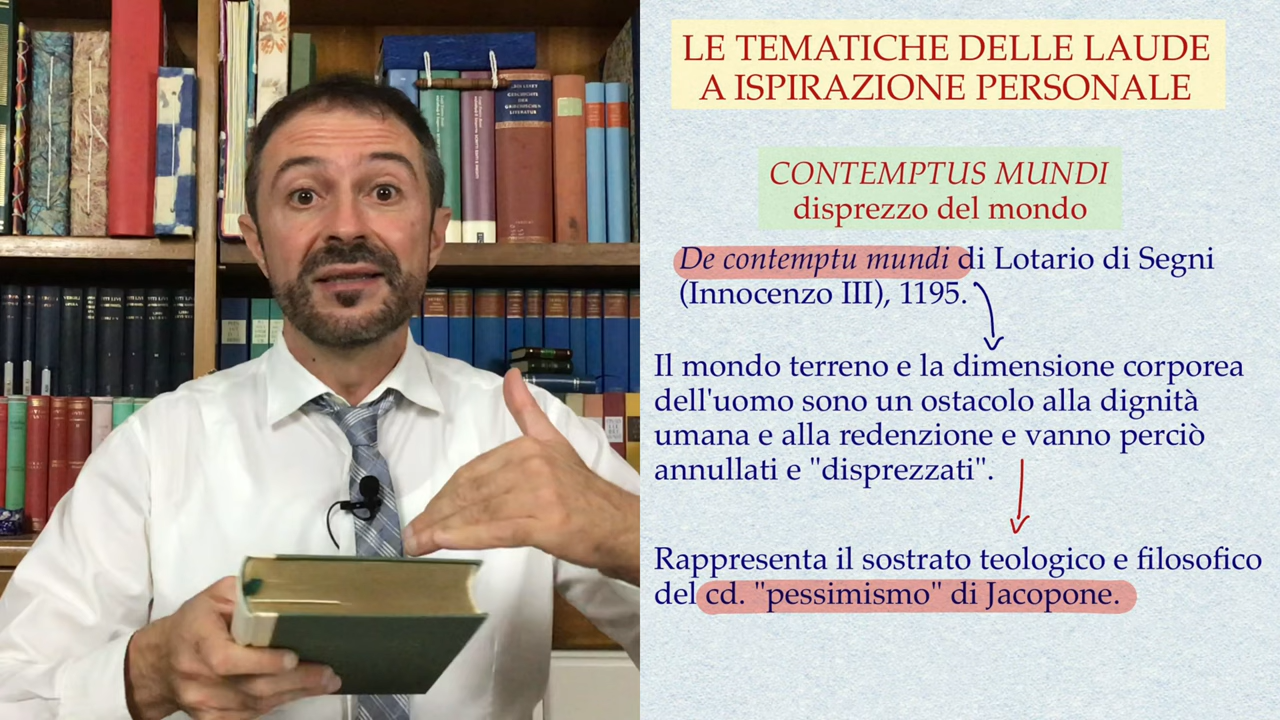 LE TEMATICHE DELLE LAUDE
A ISPIRAZIONE PERSONALE
CONTEMPTUS MUNDI
disprezzo del mondo
De contemptu mundi di Lotario di Segni
(Innocenzo III), 1195.
Il mondo terreno e la dimensione corporea
dell'uomo sono un ostacolo alla dignità
umana e alla redenzione e vanno perciò
annullati e "disprezzati".
Rappresenta il sostrato teologico e filosofico
del cd. "pessimismo" di Jacopone.